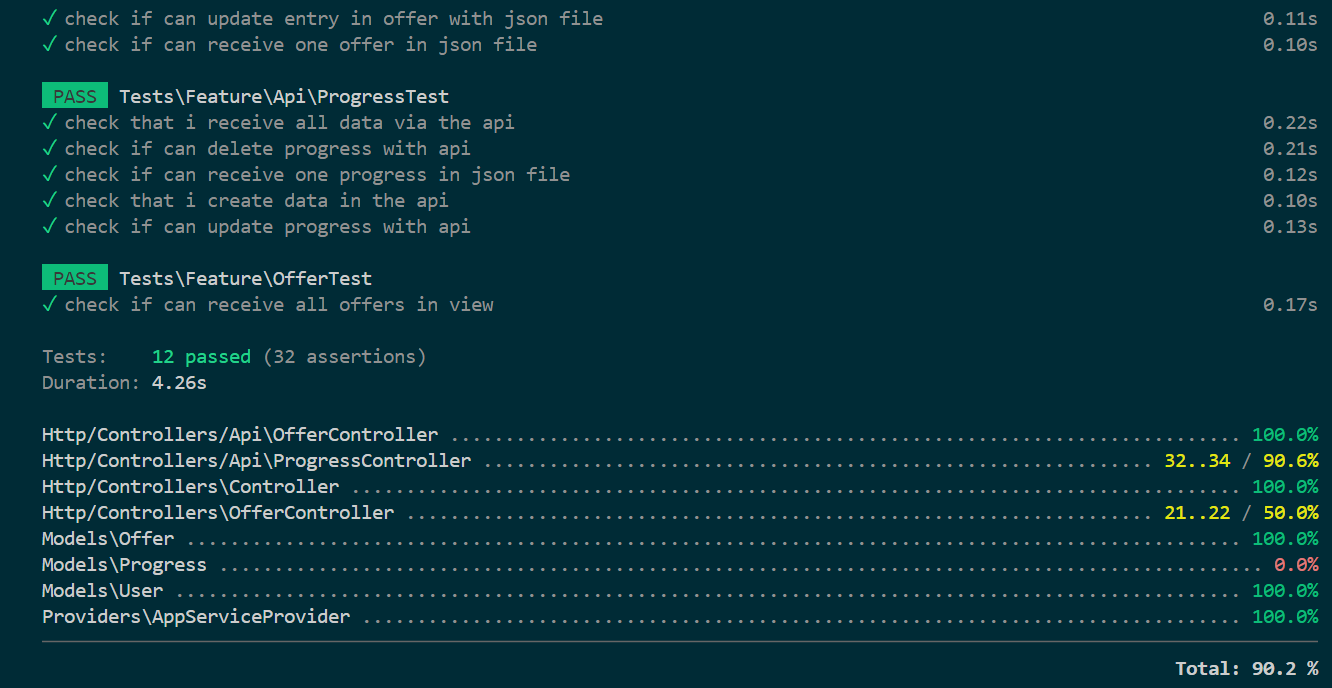 ✓ check if can update entry in offer with json file 0.11s
✓ check if can receive one offer in json file 0.10s
PASS Tests\Feature\Api\ProgressTest
✓ check that i receive all data via the api 0.22s
✓ check if can delete progress with api 0.21s
✓ check if can receive one progress in json file 0.12s
✓ check that i create data in the api 0.10s
✓ check if can update progress with api 0.13s
PASS Tests\Feature\OfferTest
✓ check if can receive all offers in view 0.17s
Tests: 12 passed (32 assertions)
Duration: 4.26s
Http/Controllers/Api\OfferController ........................................................................ 100.0%
Http/Controllers/Api\ProgressController ............................................................. 32..34 / 90.6%
Http/Controllers\Controller ................................................................................. 100.0%
Http/Controllers\OfferController .................................................................... 21..22 / 50.0%
Models\Offer ................................................................................................ 100.0%
Models\Progress ............................................................................................... 0.0%
Models\User ................................................................................................. 100.0%
Providers\AppServiceProvider ................................................................................ 100.0%
Total: 90.2 %